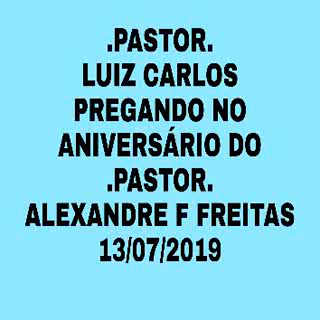 .PASTOR.
LUIZ CARLOS
PREGANDO NO
ANIVERSÁRIO DO
.PASTOR.
ALEXANDRE F FREITAS
13/07/2019